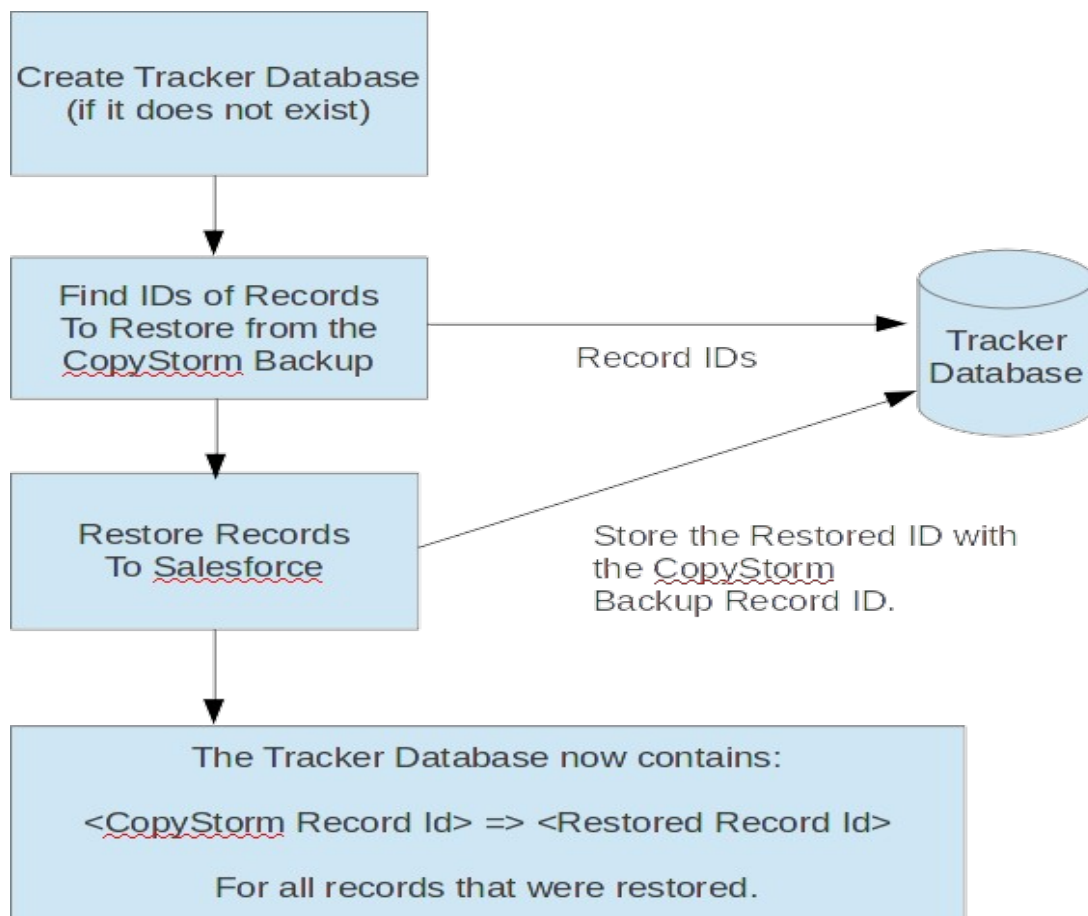 Create Tracker Database
(if it does not exist)
Find IDs of Records
To Restore from the
CopyStorm Backup
Record IDs
Tracker
Database
Restore Records
To Salesforce
Store the Restored ID with
the CopyStorm
Backup Record ID.
The Tracker Database now contains:
<CopyStorm Record Id> => <Restored Record Id>
For all records that were restored.